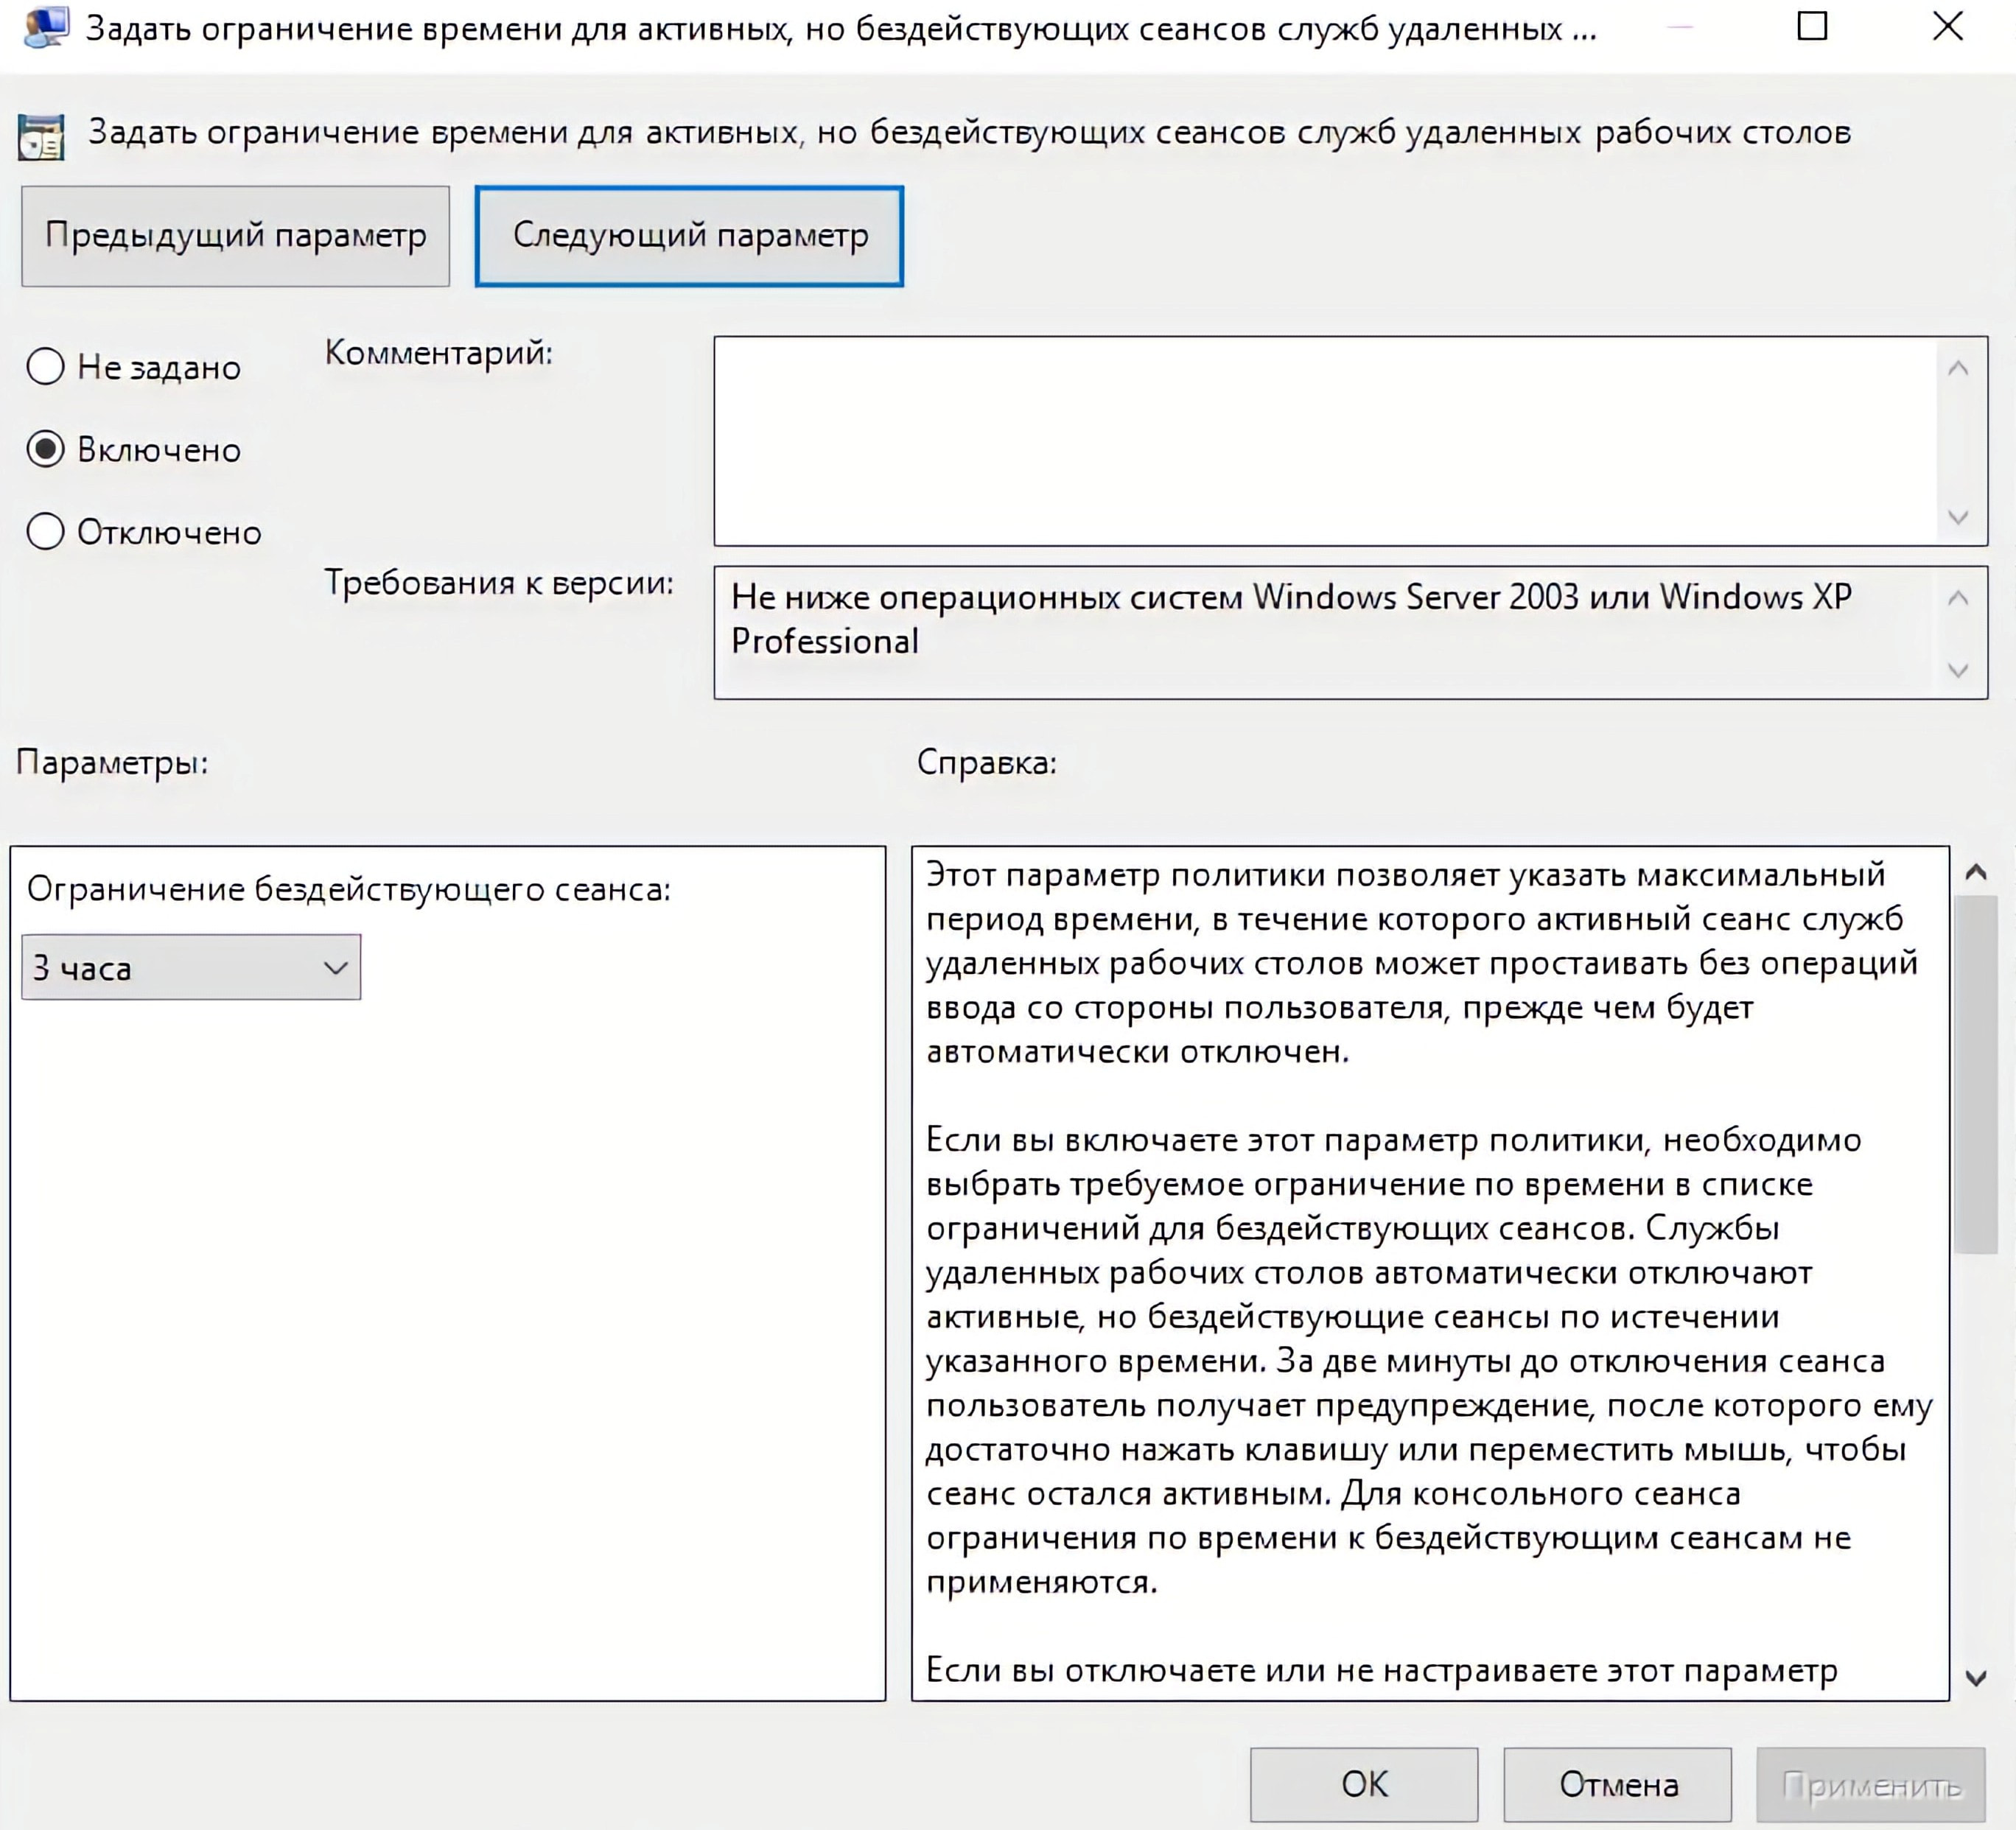 Задать ограничение времени для активных, но бездействующих сеансов служб удаленных ...
Задать ограничение времени для активных, но бездействующих сеансов служб удаленных рабочих столов
Предыдущий параметр
Следующий параметр
Не задано
Комментарий:
Включено
Отключено
Требования к версии:
Не ниже операционных систем Windows Server 2003 или Windows XP
Professional
Параметры:
Справка:
Ограничение бездействующего сеанса:
3 часа
Этот параметр политики позволяет указать максимальный
период времени, в течение которого активный сеанс служб
удаленных рабочих столов может простаивать без операций
ввода со стороны пользователя, прежде чем будет
автоматически отключен.
Если вы включаете этот параметр политики, необходимо
выбрать требуемое ограничение по времени в списке
ограничений для бездействующих сеансов. Службы
удаленных рабочих столов автоматически отключают
активные, но бездействующие сеансы по истечении
указанного времени. За две минуты до отключения сеанса
пользователь получает предупреждение, после которого ему
достаточно нажать клавишу или переместить мышь, чтобы
сеанс остался активным. Для консольного сеанса
ограничения по времени к бездействующим сеансам не
применяются.
Если вы отключаете или не настраиваете этот параметр
ОК
Отмена
Применить